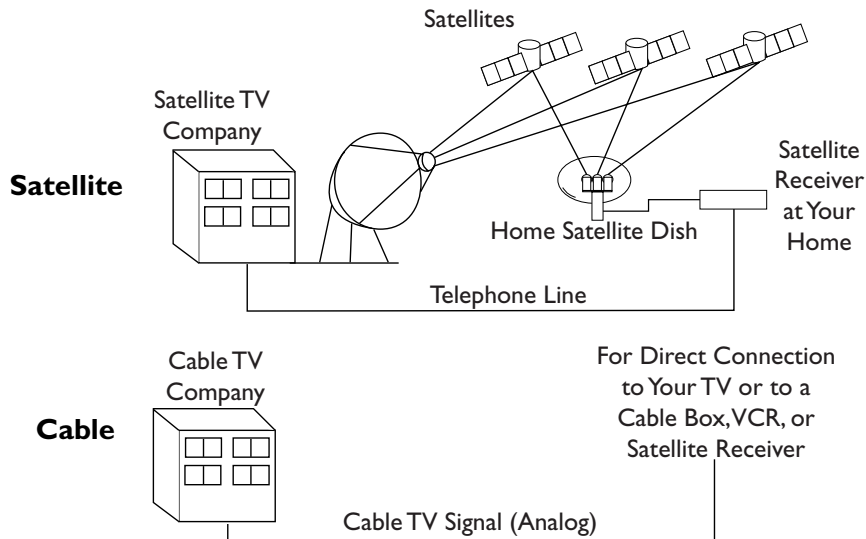 Satellites
Satellite TV
Company
Satellite
Satellite
Receiver
at Your
Home
Home Satellite Dish
Telephone Line
Cable TV
Company
Cable
For Direct Connection
to Your TV or to a
Cable Box, VCR, or
Satellite Receiver
Cable TV Signal (Analog)